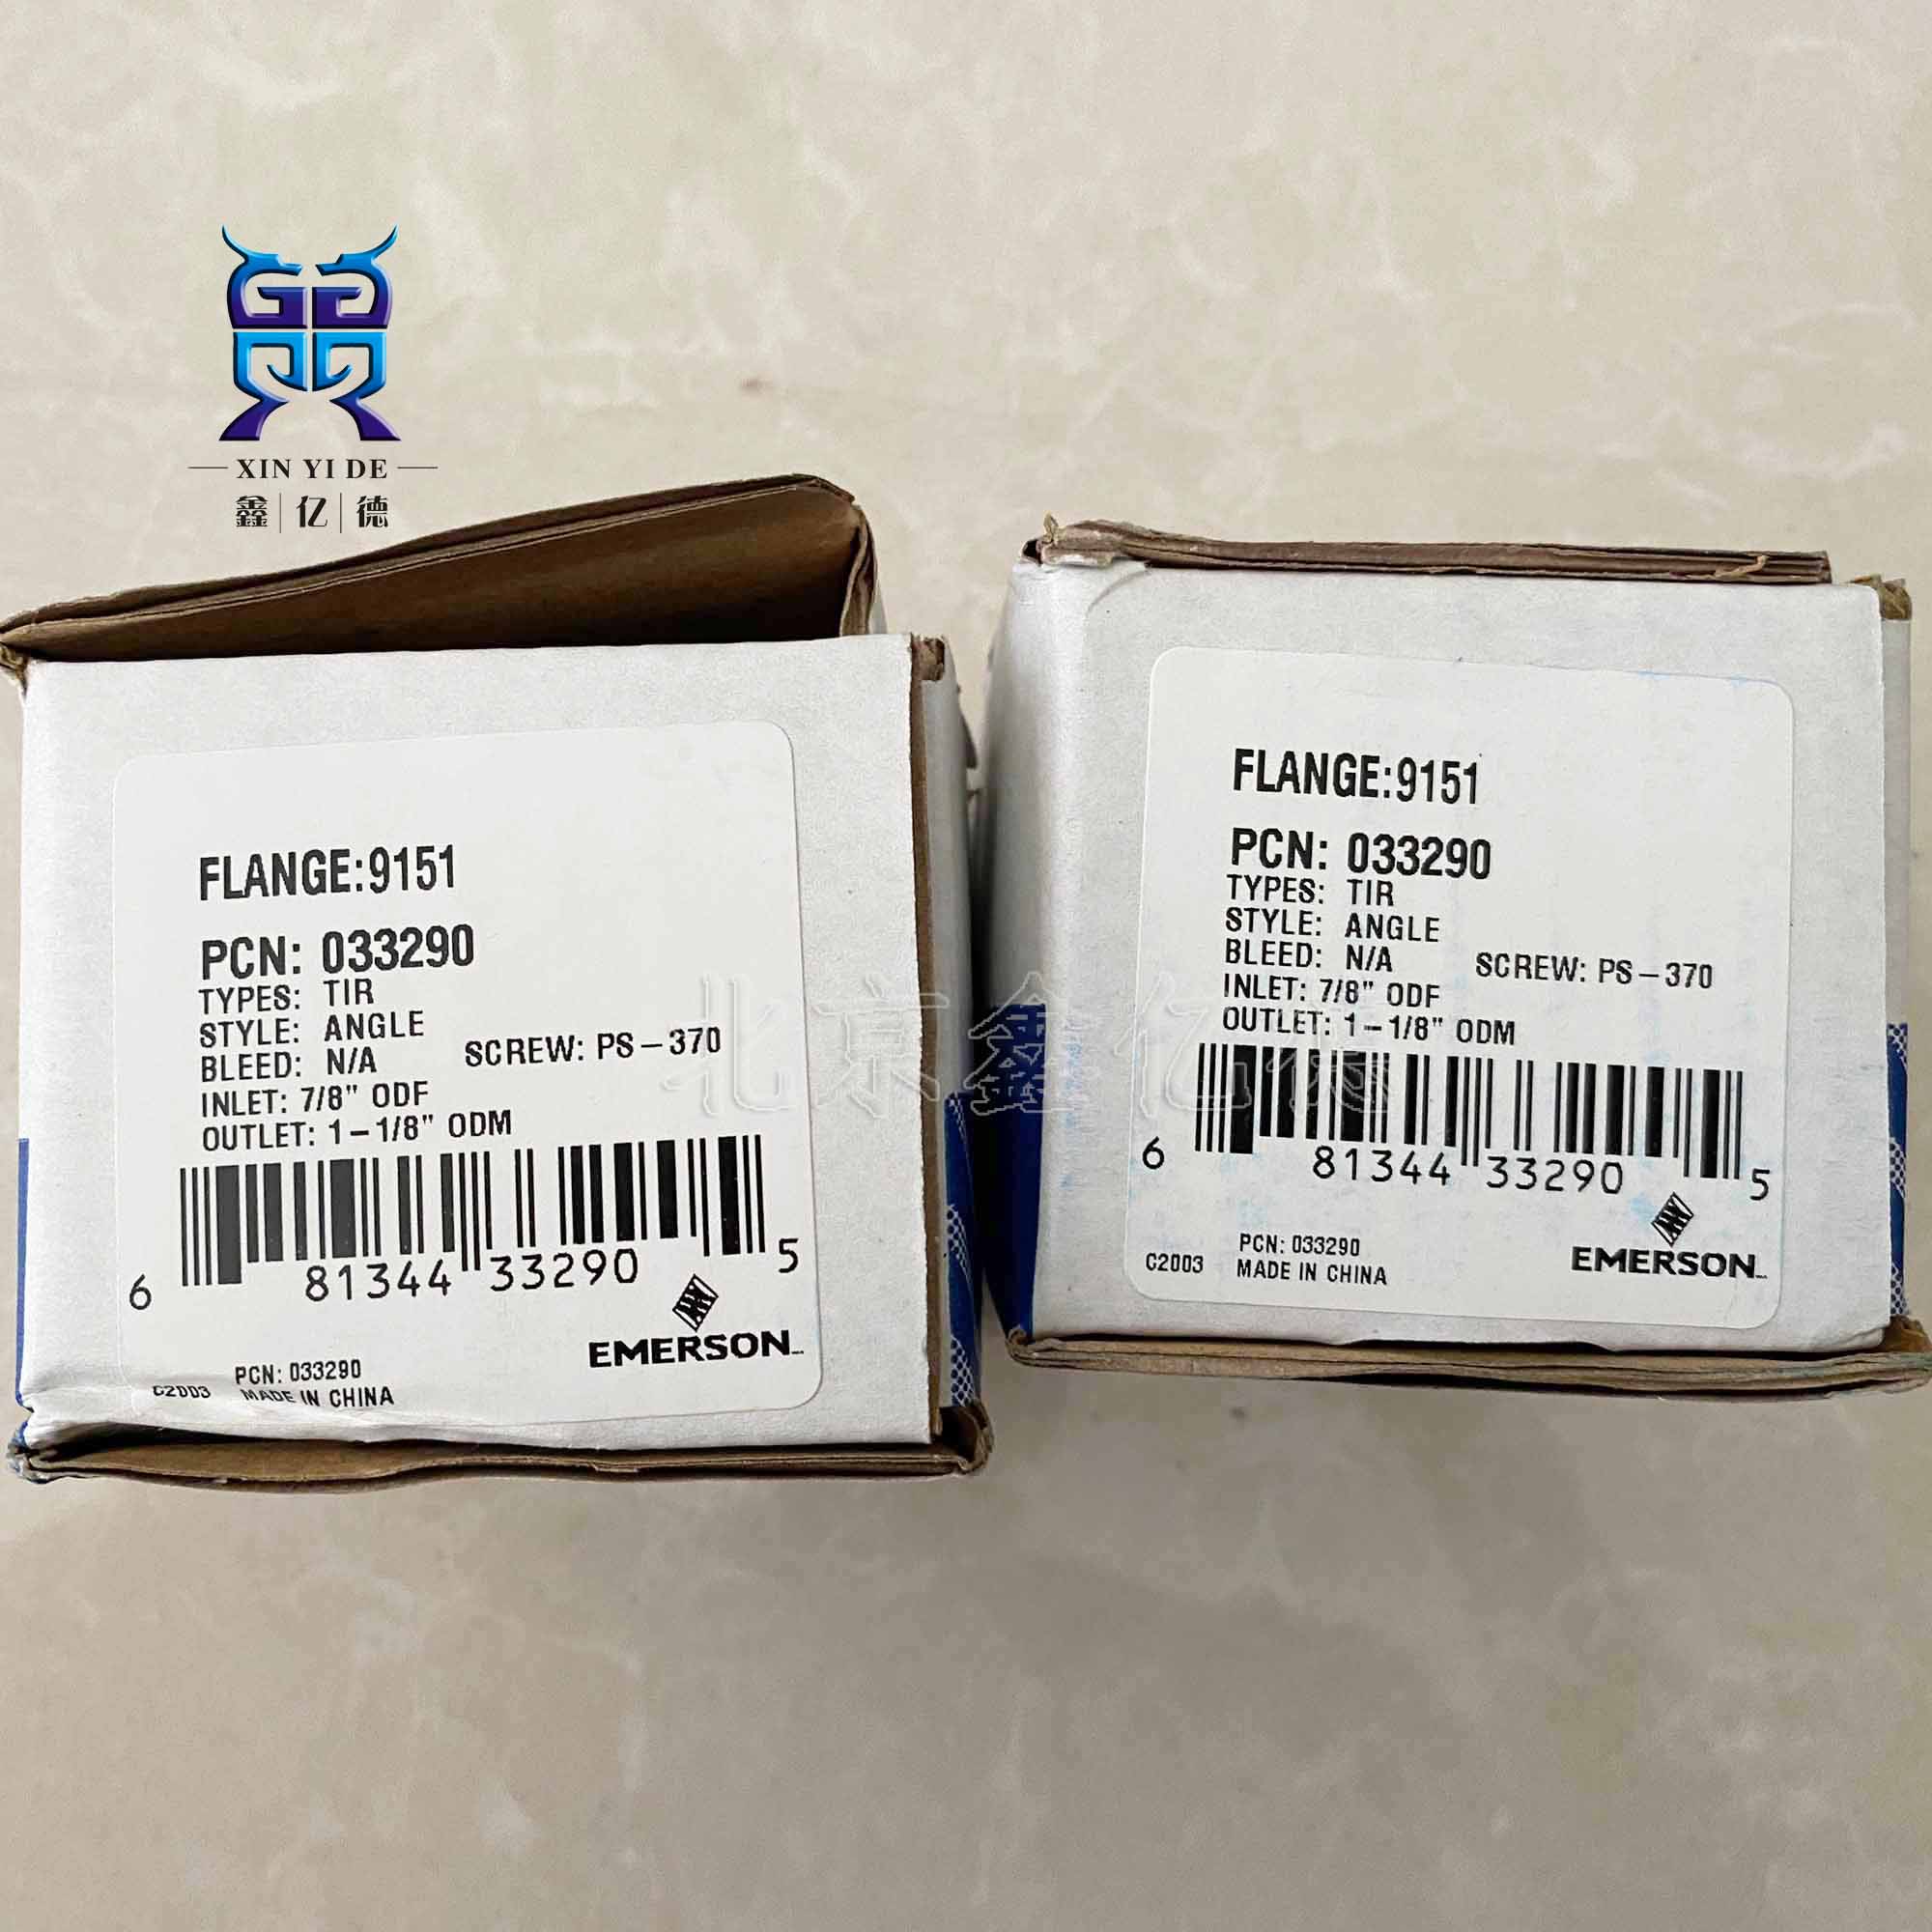 XIN YI DE
鑫亿德
FLANGE:9151
PCN: 033290
TYPES: TIR
STYLE: ANGLE
BLEED: N/A SCREW: PS-370
INLET: 7/8" ODF
OUTLET: 1-1/8" ODM
6 81344 33290 5
EMERSON
PCN: 033290
C2003 MADE IN CHINA
FLANGE:9151
PCN: 033290
TYPES: TIR
STYLE: ANGLE
BLEED: N/A SCREW: PS-370
INLET: 7/8" ODF
OUTLET: 1-1/8" ODM
6 81344 33290 5
PCN: 033290
C2003 MADE IN CHINA
EMERSON
北京鑫亿德